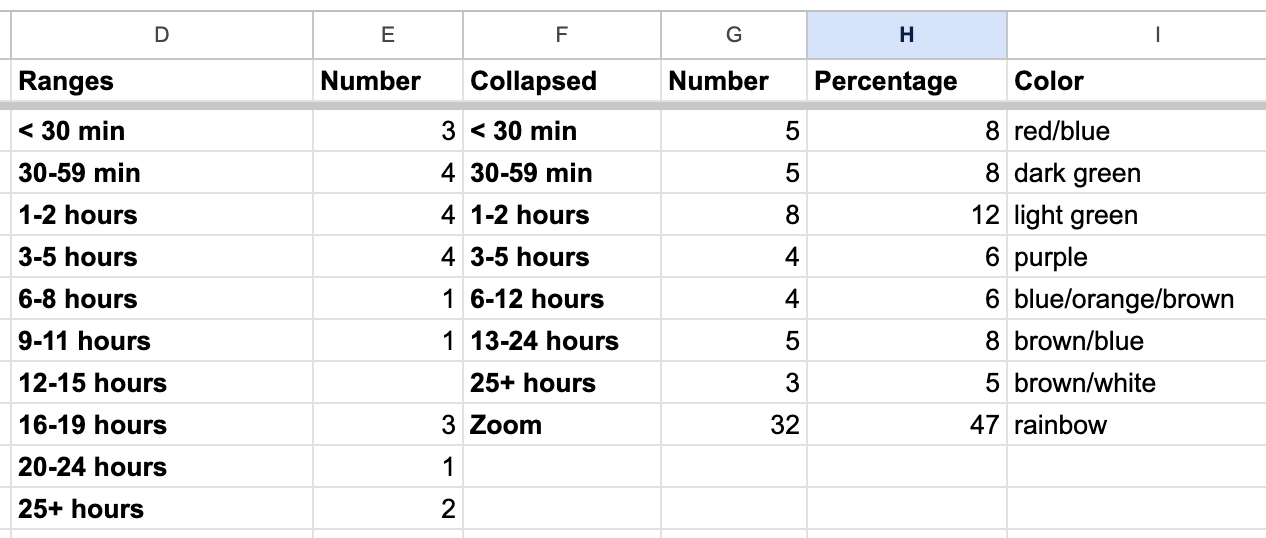 D E F G H I
Ranges Number Collapsed Number Percentage Color
< 30 min 3 < 30 min 5 8 red/blue
30-59 min 4 30-59 min 5 8 dark green
1-2 hours 4 1-2 hours 8 12 light green
3-5 hours 4 3-5 hours 4 6 purple
6-8 hours 1 6-12 hours 4 6 blue/orange/brown
9-11 hours 1 13-24 hours 5 8 brown/blue
12-15 hours 25+ hours 3 5 brown/white
16-19 hours 3 Zoom 32 47 rainbow
20-24 hours 1
25+ hours 2